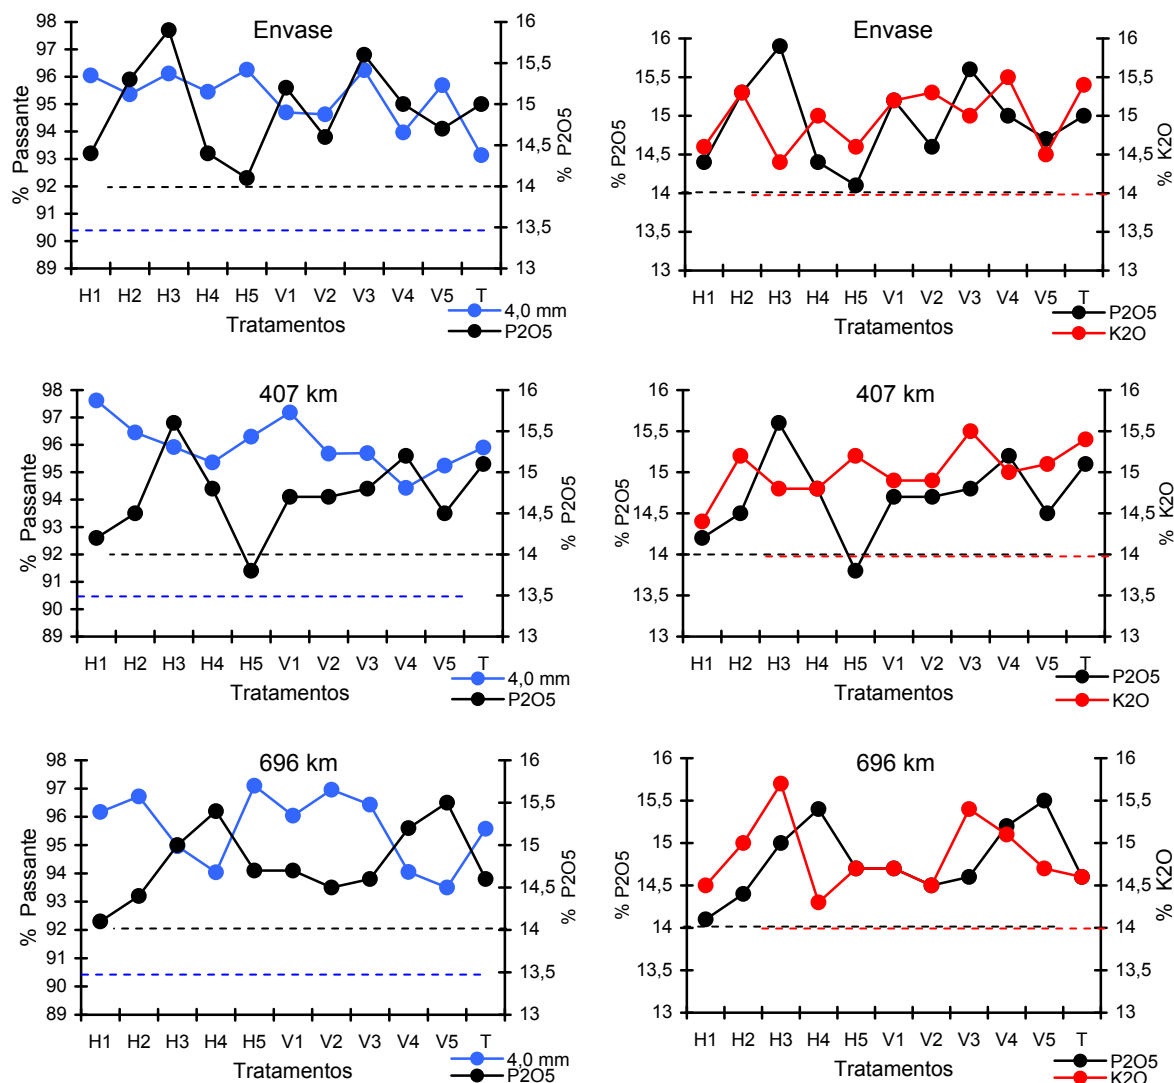 Envase
98
97
96
95
94
93
92
91
90
89
% Passante
16
15,5
15
14,5
14
13,5
13
% P2O5
H1 H2 H3 H4 H5 V1 V2 V3 V4 V5 T
Tratamentos
4,0 mm
P2O5
Envase
16
15,5
15
14,5
14
13,5
13
% P2O5
16
15,5
15
14,5
14
13,5
13
% K2O
H1 H2 H3 H4 H5 V1 V2 V3 V4 V5 T
Tratamentos
P2O5
K2O
407 km
98
97
96
95
94
93
92
91
90
89
% Passante
16
15,5
15
14,5
14
13,5
13
% P2O5
H1 H2 H3 H4 H5 V1 V2 V3 V4 V5 T
Tratamentos
4,0 mm
P2O5
407 km
16
15,5
15
14,5
14
13,5
13
% P2O5
16
15,5
15
14,5
14
13,5
13
% K2O
H1 H2 H3 H4 H5 V1 V2 V3 V4 V5 T
Tratamentos
P2O5
K2O
696 km
98
97
96
95
94
93
92
91
90
89
% Passante
16
15,5
15
14,5
14
13,5
13
% P2O5
H1 H2 H3 H4 H5 V1 V2 V3 V4 V5 T
Tratamentos
4,0 mm
P2O5
696 km
16
15,5
15
14,5
14
13,5
13
% P2O5
16
15,5
15
14,5
14
13,5
13
% K2O
H1 H2 H3 H4 H5 V1 V2 V3 V4 V5 T
Tratamentos
P2O5
K2O